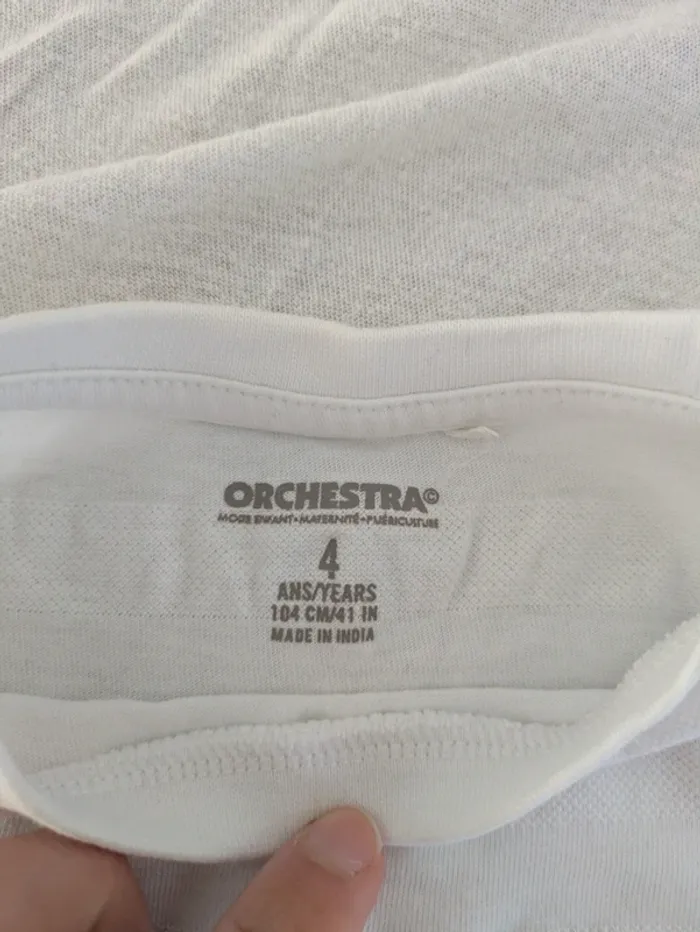 ORCHESTRA©
MODE ENFANT•MATERNITÉ•PUÉRICULTURE
4
ANS/YEARS
104 CM/41 IN
MADE IN INDIA